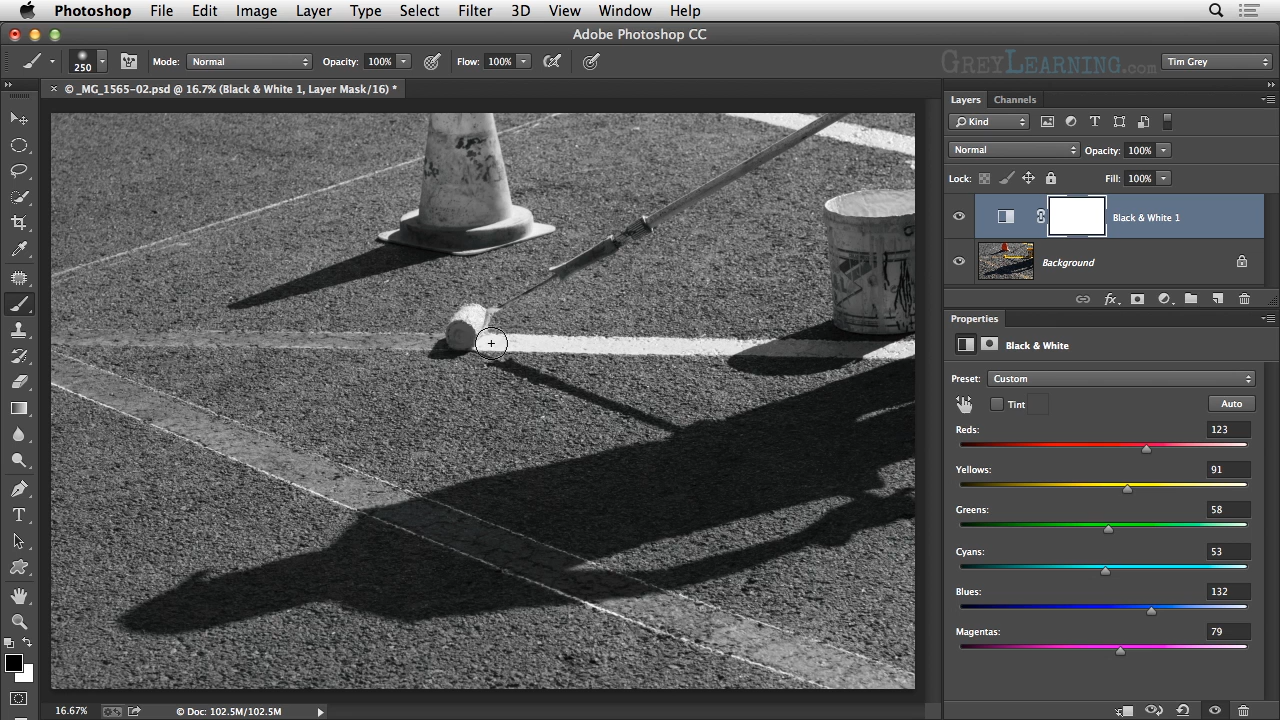 Photoshop File Edit Image Layer Type Select Filter 3D View Window Help
Adobe Photoshop CC
250 Mode: Normal Opacity: 100% Flow: 100% GREYLEARNING.com Tim Grey
© _MG_1565-02.psd @ 16.7% (Black & White 1, Layer Mask/16) *
Layers Channels
Kind
Normal Opacity: 100%
Lock: Fill: 100%
Black & White 1
Background
Properties
Black & White
Preset: Custom
Tint Auto
Reds: 123
Yellows: 91
Greens: 58
Cyans: 53
Blues: 132
Magentas: 79
16.67% © Doc: 102.5M/102.5M